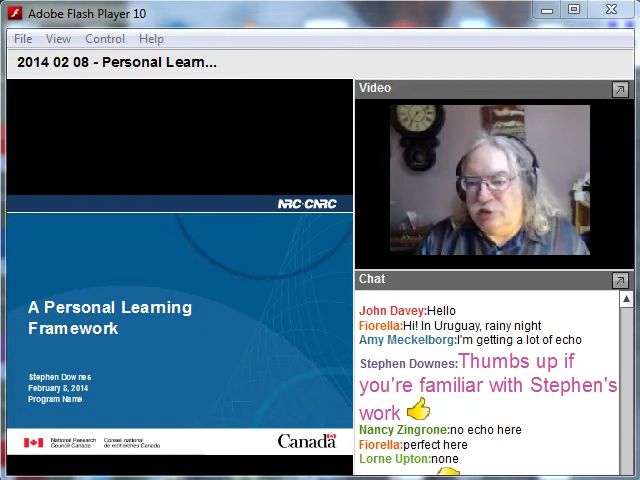 Adobe Flash Player 10
File View Control Help
2014 02 08 - Personal Learn...
NRC·CNRC
A Personal Learning
Framework
Stephen Downes
February 8, 2014
Program Name
National Research
Council Canada
Conseil national
de recherches Canada
Canada
Video
Chat
John Davey:Hello
Fiorella:Hi! In Uruguay, rainy night
Amy Meckelborg:I'm getting a lot of echo
Stephen Downes:Thumbs up if
you're familiar with Stephen's
work
Nancy Zingrone:no echo here
Fiorella:perfect here
Lorne Upton:none